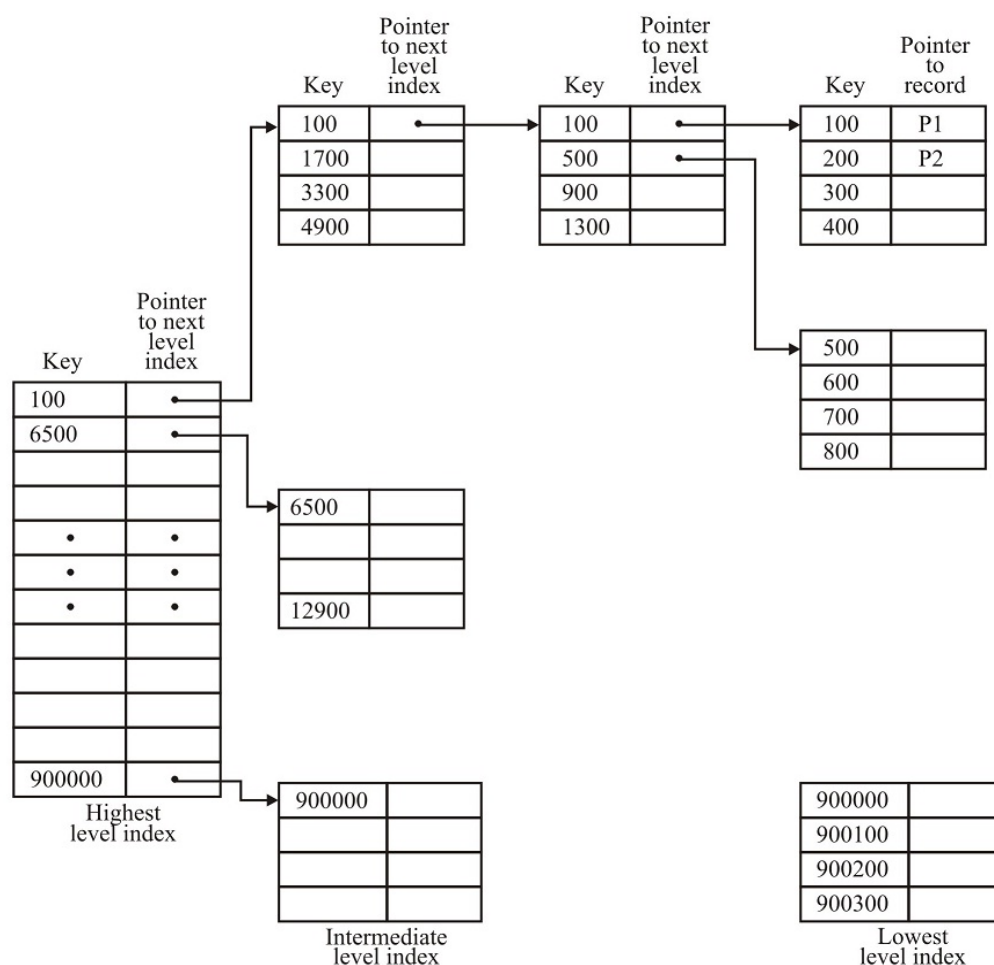 Pointer
to next
level
index
Key
100
1700
3300
4900
Pointer
to next
level
index
Key
100
500
900
1300
Pointer
to
record
Key
100 P1
200 P2
300
400
500
600
700
800
Pointer
to next
level
index
Key
100
6500
900000
Highest
level index
6500
12900
900000
Intermediate
level index
900000
900100
900200
900300
Lowest
level index